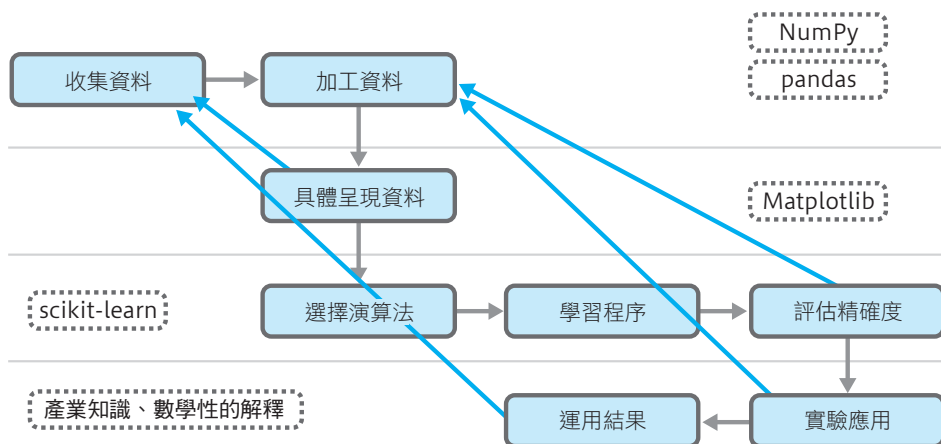 NumPy
收集資料
加工資料
pandas
具體呈現資料
Matplotlib
scikit-learn
選擇演算法
學習程序
評估精確度
產業知識、數學性的解釋
運用結果
實驗應用